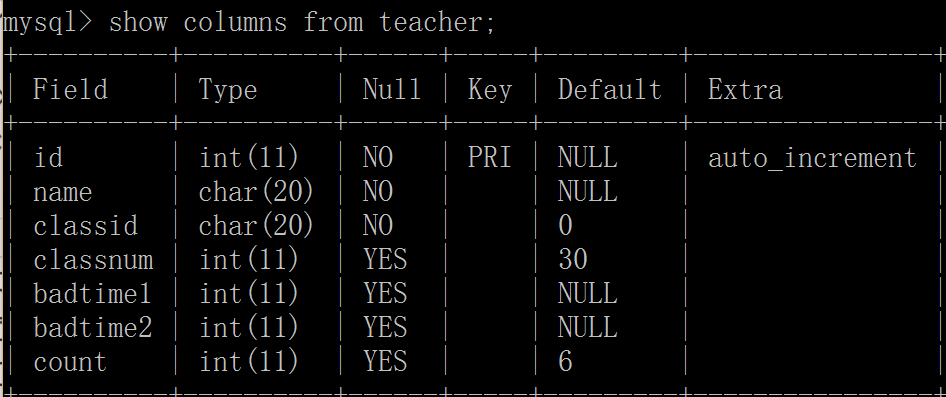 mysql> show columns from teacher;
+----------+----------+------+-----+---------+----------------+
| Field | Type | Null | Key | Default | Extra |
+----------+----------+------+-----+---------+----------------+
| id | int(11) | NO | PRI | NULL | auto_increment |
| name | char(20) | NO | | NULL | |
| classid | char(20) | NO | | 0 | |
| classnum | int(11) | YES | | 30 | |
| badtime1 | int(11) | YES | | NULL | |
| badtime2 | int(11) | YES | | NULL | |
| count | int(11) | YES | | 6 | |
+----------+----------+------+-----+---------+----------------+